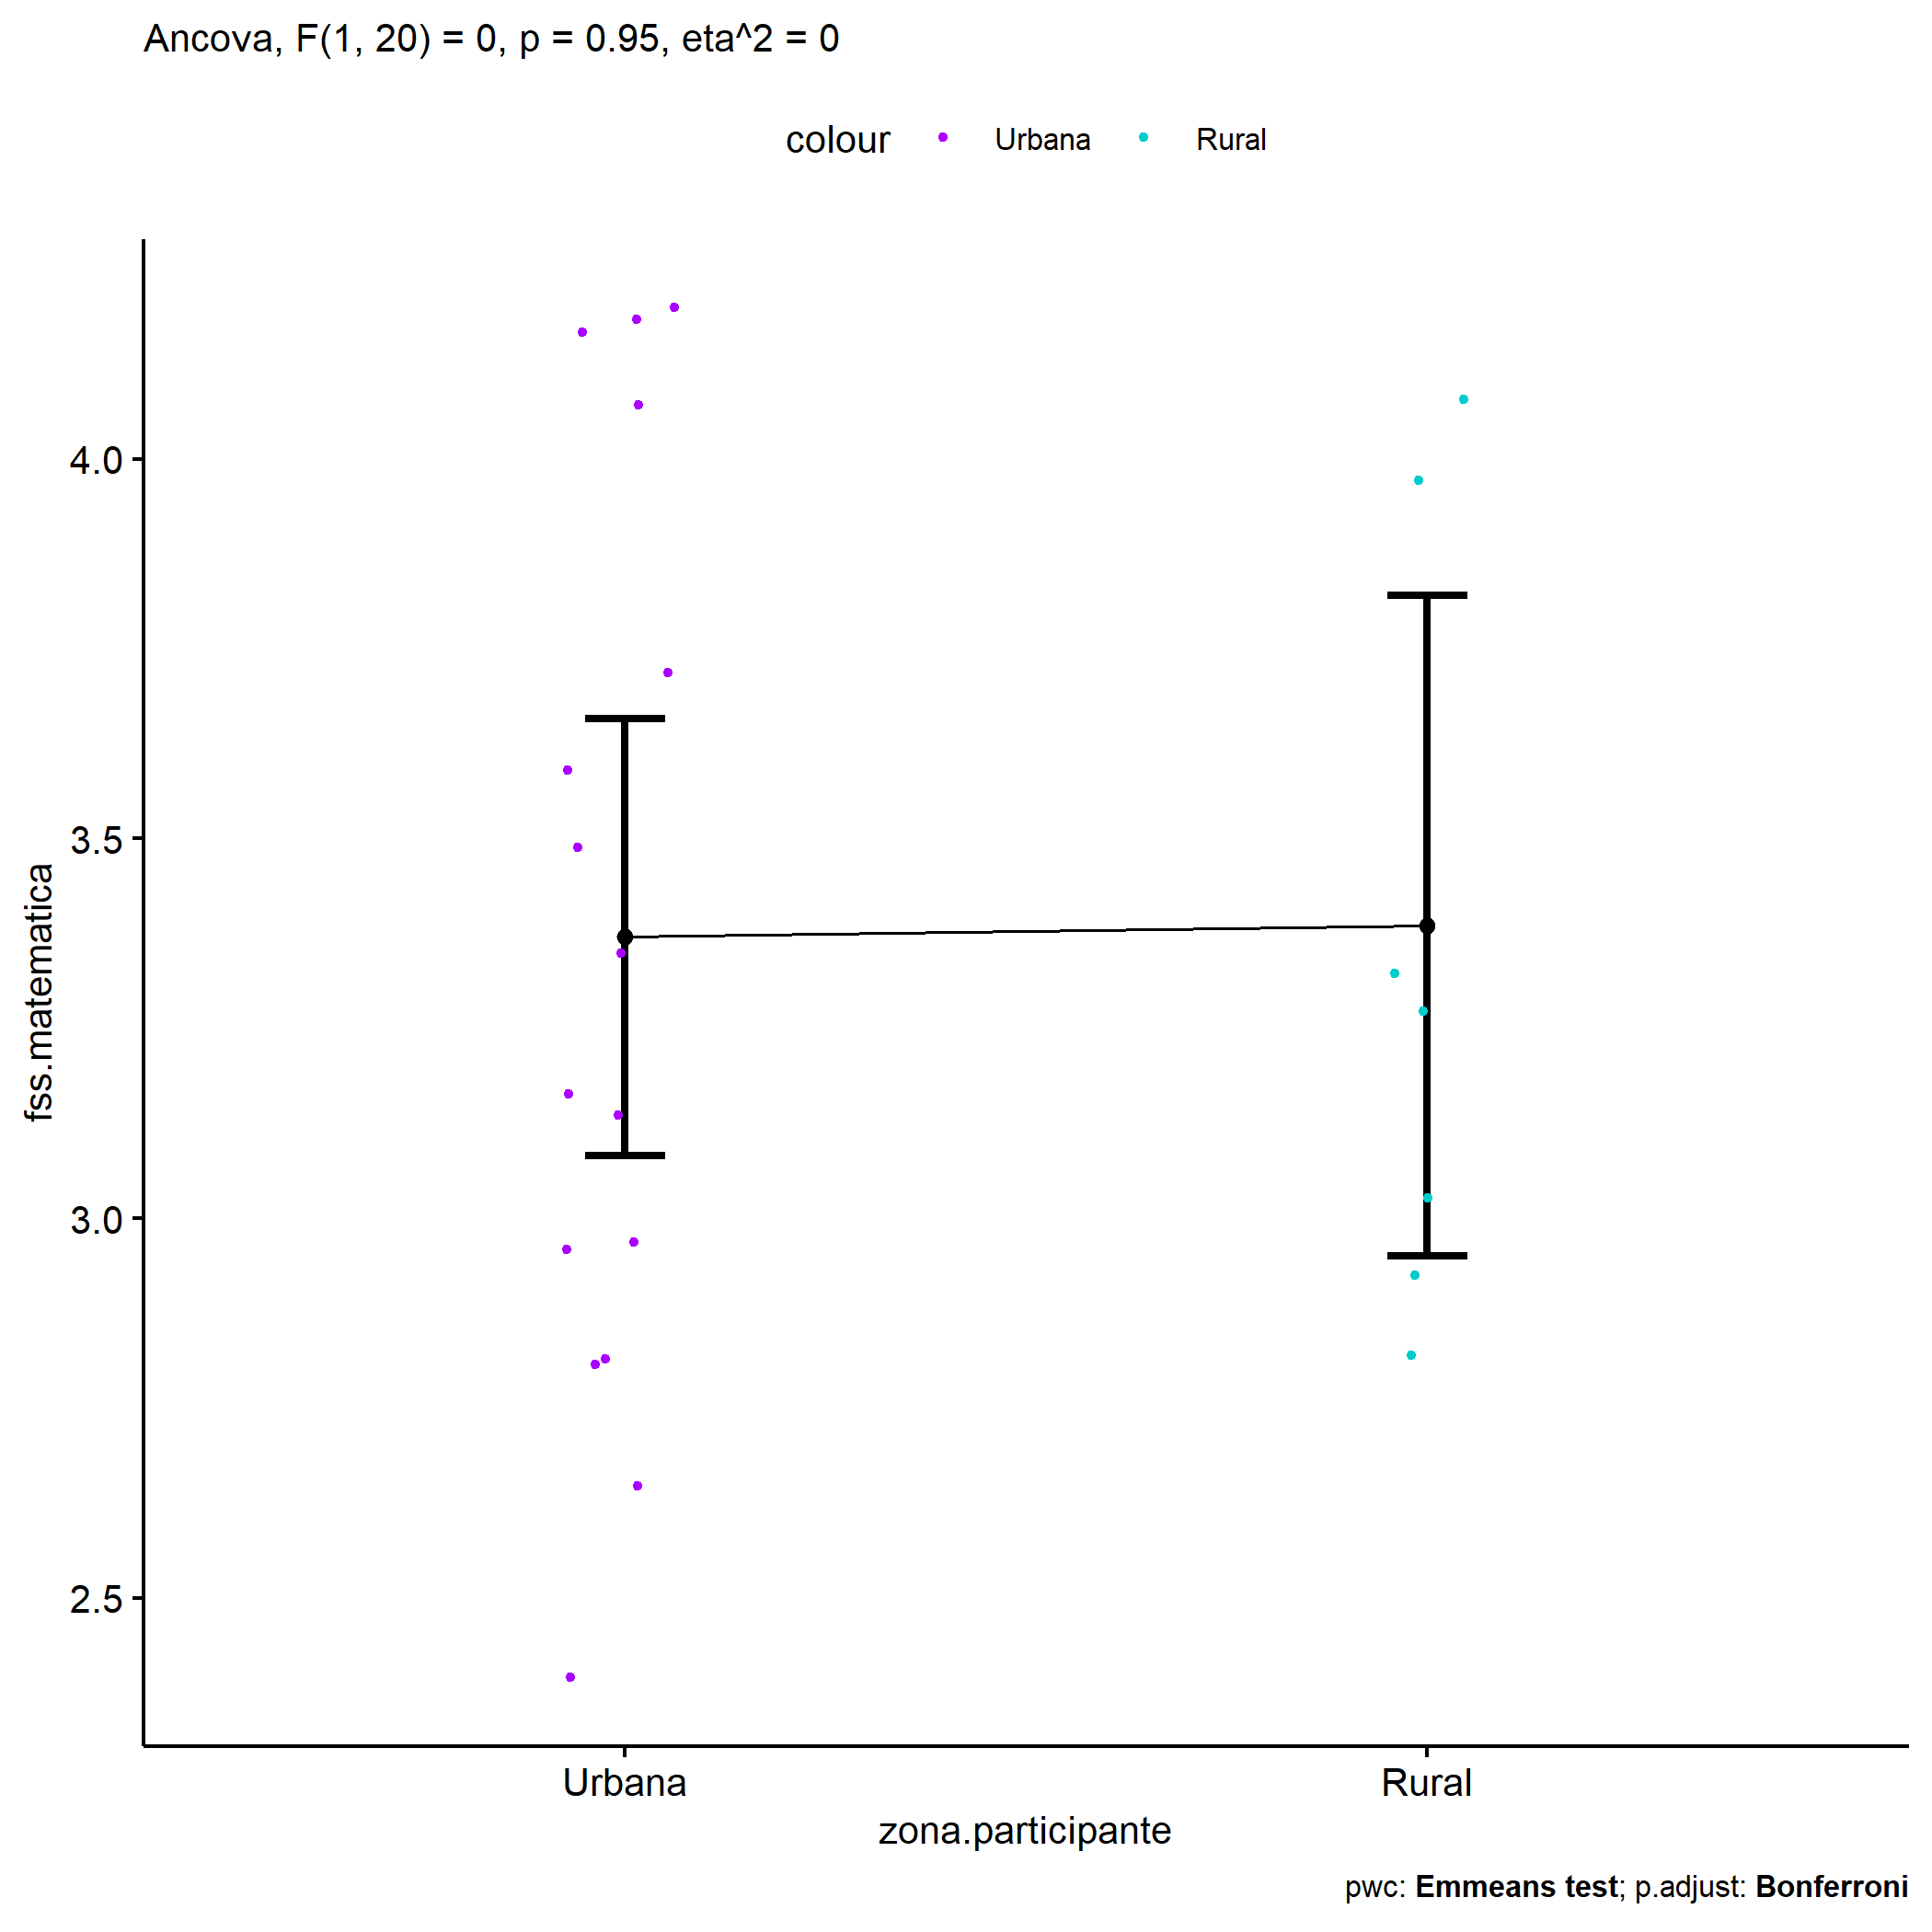 Ancova, F(1, 20) = 0, p = 0.95, eta^2 = 0
colour Urbana Rural
4.0
3.5
3.0
2.5
fss.matematica
Urbana Rural
zona.participante
pwc: Emmeans test; p.adjust: Bonferroni